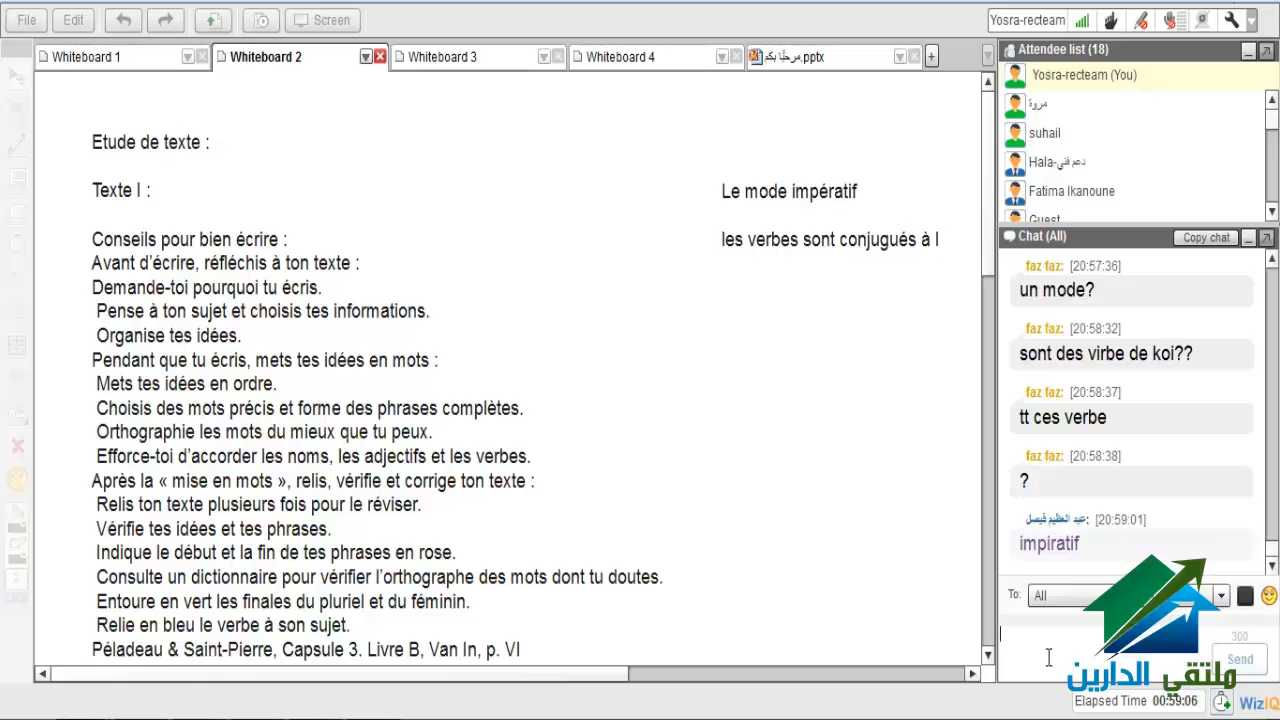 File
Edit
Screen
Yosra-recteam
Whiteboard 1
Whiteboard 2
Whiteboard 3
Whiteboard 4
مرحبًا بكم.pptx
Attendee list (18)
Yosra-recteam (You)
مروة
suhail
Hala-دعم فني
Fatima Ikanoune
Guest
Etude de texte :
Texte I :
Le mode impératif
Conseils pour bien écrire :
les verbes sont conjugués à l
Avant d’écrire, réfléchis à ton texte :
Demande-toi pourquoi tu écris.
Pense à ton sujet et choisis tes informations.
Organise tes idées.
Pendant que tu écris, mets tes idées en mots :
Mets tes idées en ordre.
Choisis des mots précis et forme des phrases complètes.
Orthographie les mots du mieux que tu peux.
Efforce-toi d’accorder les noms, les adjectifs et les verbes.
Après la « mise en mots », relis, vérifie et corrige ton texte :
Relis ton texte plusieurs fois pour le réviser.
Vérifie tes idées et tes phrases.
Indique le début et la fin de tes phrases en rose.
Consulte un dictionnaire pour vérifier l’orthographe des mots dont tu doutes.
Entoure en vert les finales du pluriel et du féminin.
Relie en bleu le verbe à son sujet.
Péladeau & Saint-Pierre, Capsule 3. Livre B, Van In, p. VI
Chat (All)
Copy chat
faz faz: [20:57:36]
un mode?
faz faz: [20:58:32]
sont des virbe de koi??
faz faz: [20:58:37]
tt ces verbe
faz faz: [20:58:38]
?
عبد العظيم فيصل: [20:59:01]
impiratif
To:
All
300
Send
ملتقي الدارين
Elapsed Time 00:59:06
WizIQ